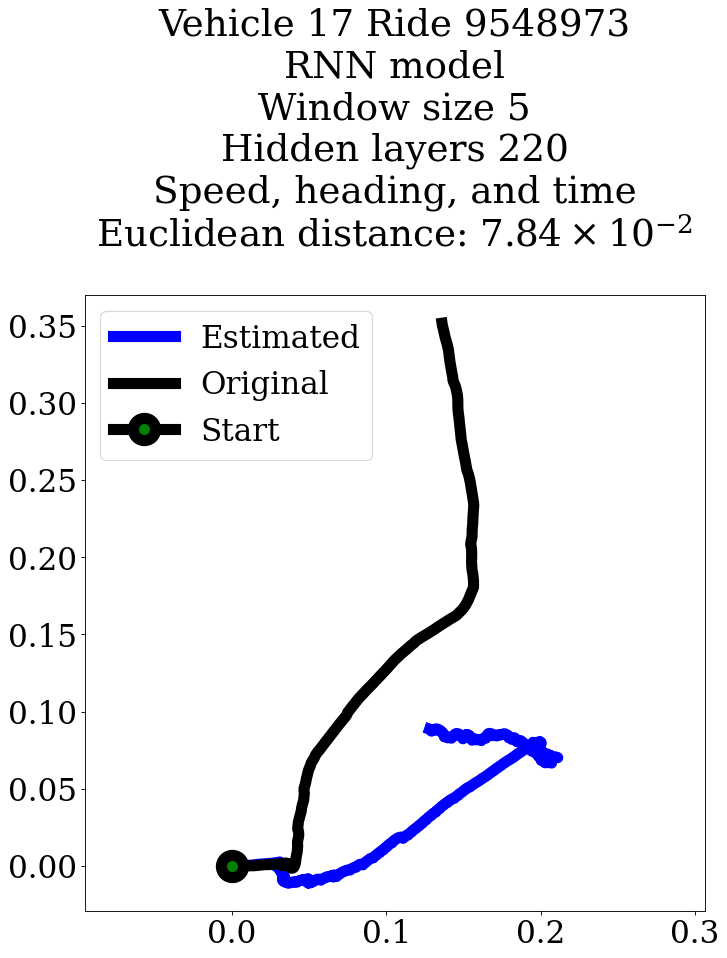 Vehicle 17 Ride 9548973
RNN model
Window size 5
Hidden layers 220
Speed, heading, and time
Euclidean distance: 7.84 × 10⁻²
Estimated
Original
Start
0.35
0.30
0.25
0.20
0.15
0.10
0.05
0.00
0.0 0.1 0.2 0.3